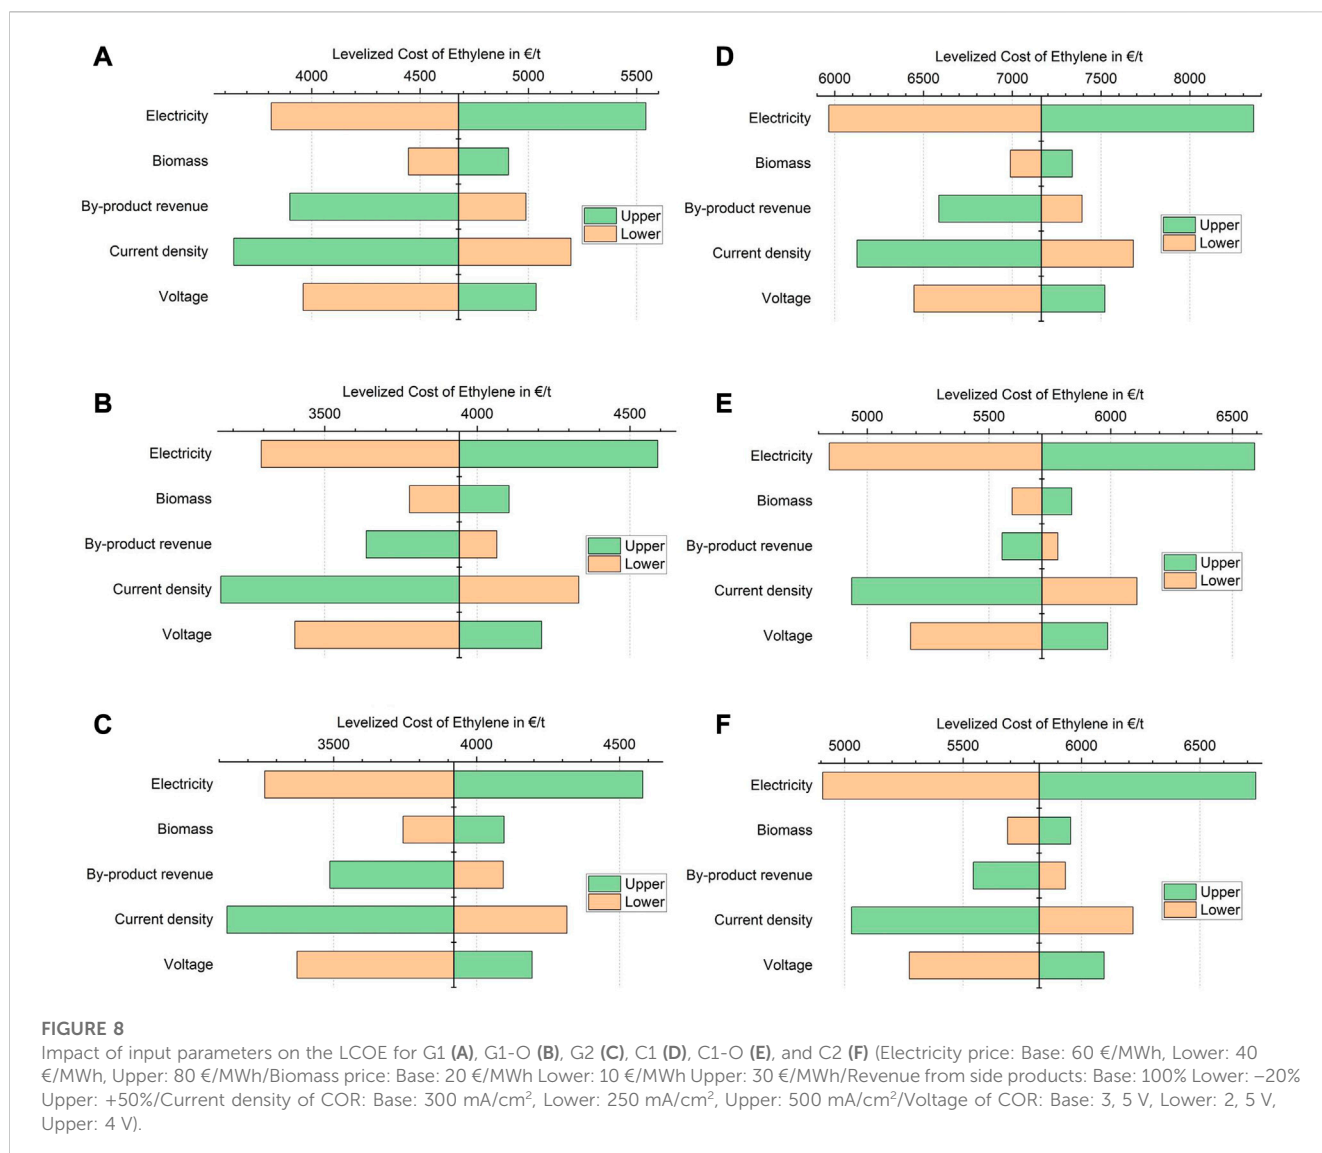 A
Levelized Cost of Ethylene in €/t
4000 4500 5000 5500
Electricity
Biomass
By-product revenue
Current density
Voltage
Upper
Lower
D
Levelized Cost of Ethylene in €/t
6000 6500 7000 7500 8000
Electricity
Biomass
By-product revenue
Current density
Voltage
Upper
Lower
B
Levelized Cost of Ethylene in €/t
3500 4000 4500
Electricity
Biomass
By-product revenue
Current density
Voltage
Upper
Lower
E
Levelized Cost of Ethylene in €/t
5000 5500 6000 6500
Electricity
Biomass
By-product revenue
Current density
Voltage
Upper
Lower
C
Levelized Cost of Ethylene in €/t
3500 4000 4500
Electricity
Biomass
By-product revenue
Current density
Voltage
Upper
Lower
F
Levelized Cost of Ethylene in €/t
5000 5500 6000 6500
Electricity
Biomass
By-product revenue
Current density
Voltage
Upper
Lower
FIGURE 8
Impact of input parameters on the LCOE for G1 (A), G1-O (B), G2 (C), C1 (D), C1-O (E), and C2 (F) (Electricity price: Base: 60 €/MWh, Lower: 40
€/MWh, Upper: 80 €/MWh/Biomass price: Base: 20 €/MWh Lower: 10 €/MWh Upper: 30 €/MWh/Revenue from side products: Base: 100% Lower: –20%
Upper: +50%/Current density of COR: Base: 300 mA/cm², Lower: 250 mA/cm², Upper: 500 mA/cm²/Voltage of COR: Base: 3, 5 V, Lower: 2, 5 V,
Upper: 4 V).